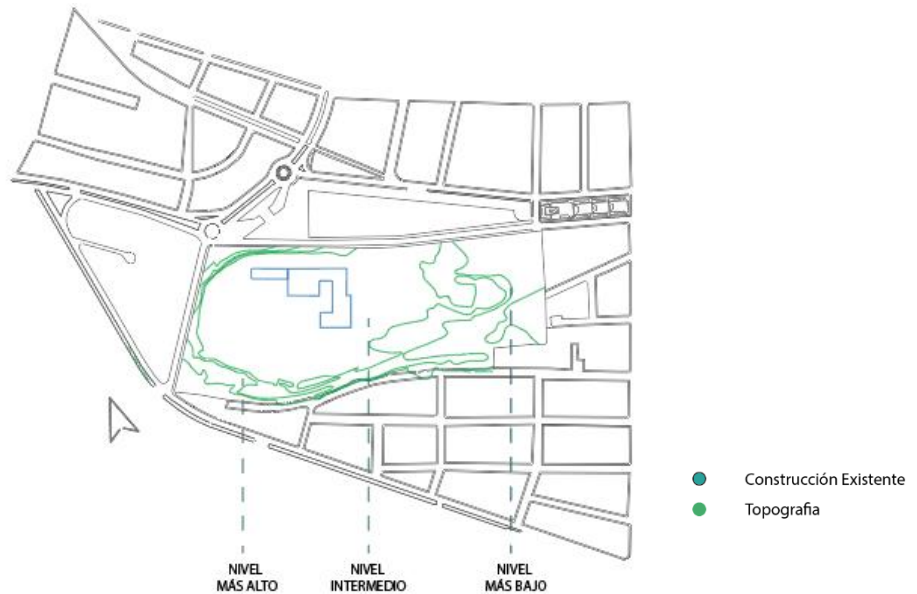 Construcción Existente
Topografia
NIVEL
MÁS ALTO
NIVEL
INTERMEDIO
NIVEL
MÁS BAJO